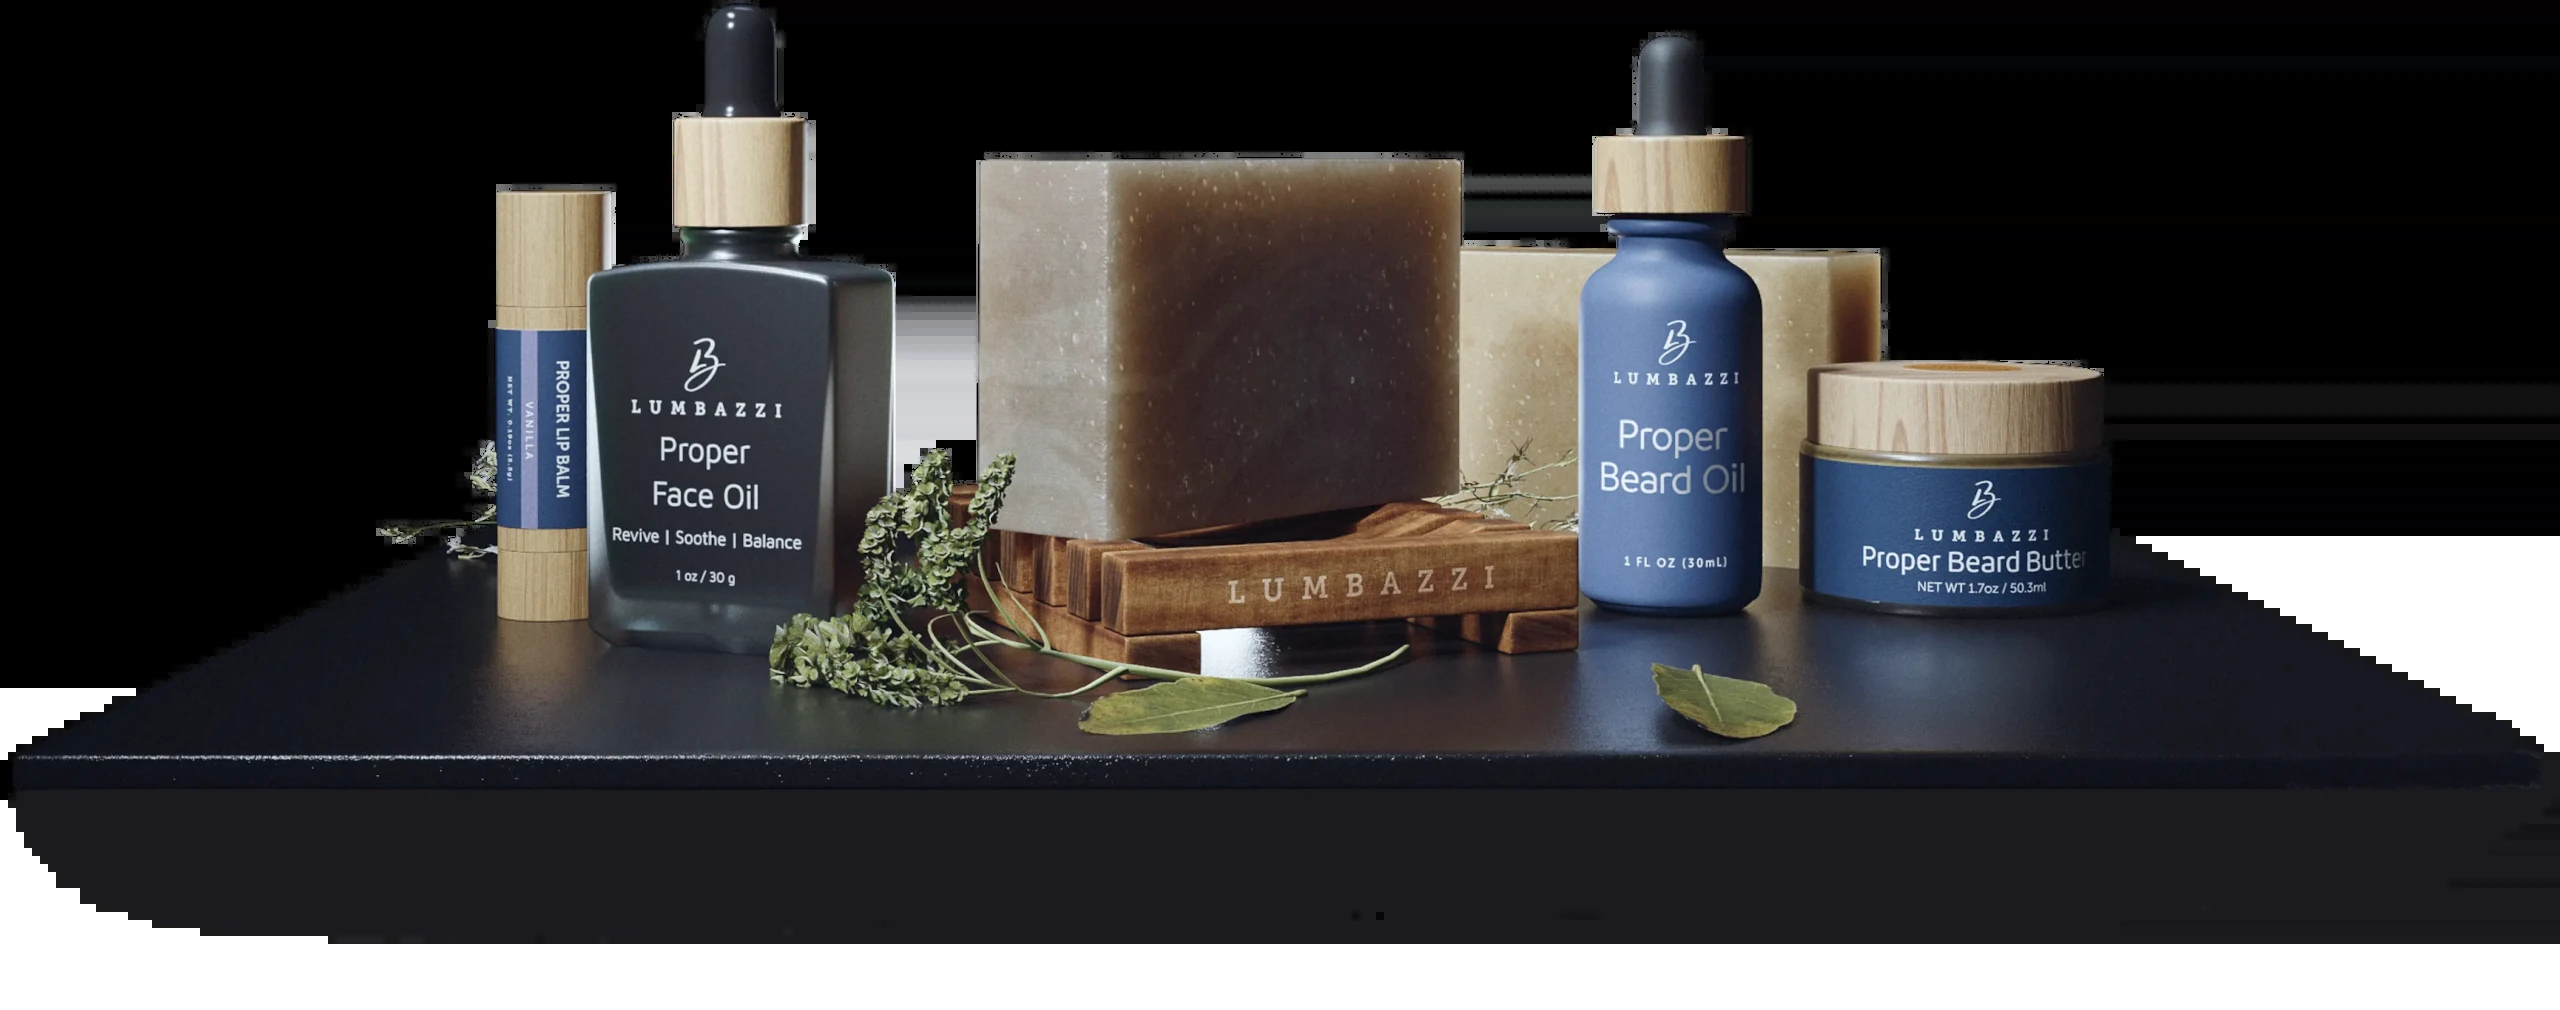 PROPER LIP BALM
VANILLA
B
LUMBAZZI
Proper
Face Oil
Revive | Soothe | Balance
1 oz / 30 g
LUMBAZZI
B
LUMBAZZI
Proper
Beard Oil
1 FL OZ (30mL)
B
LUMBAZZI
Proper Beard Butter
NET WT 1.7oz / 50.3ml